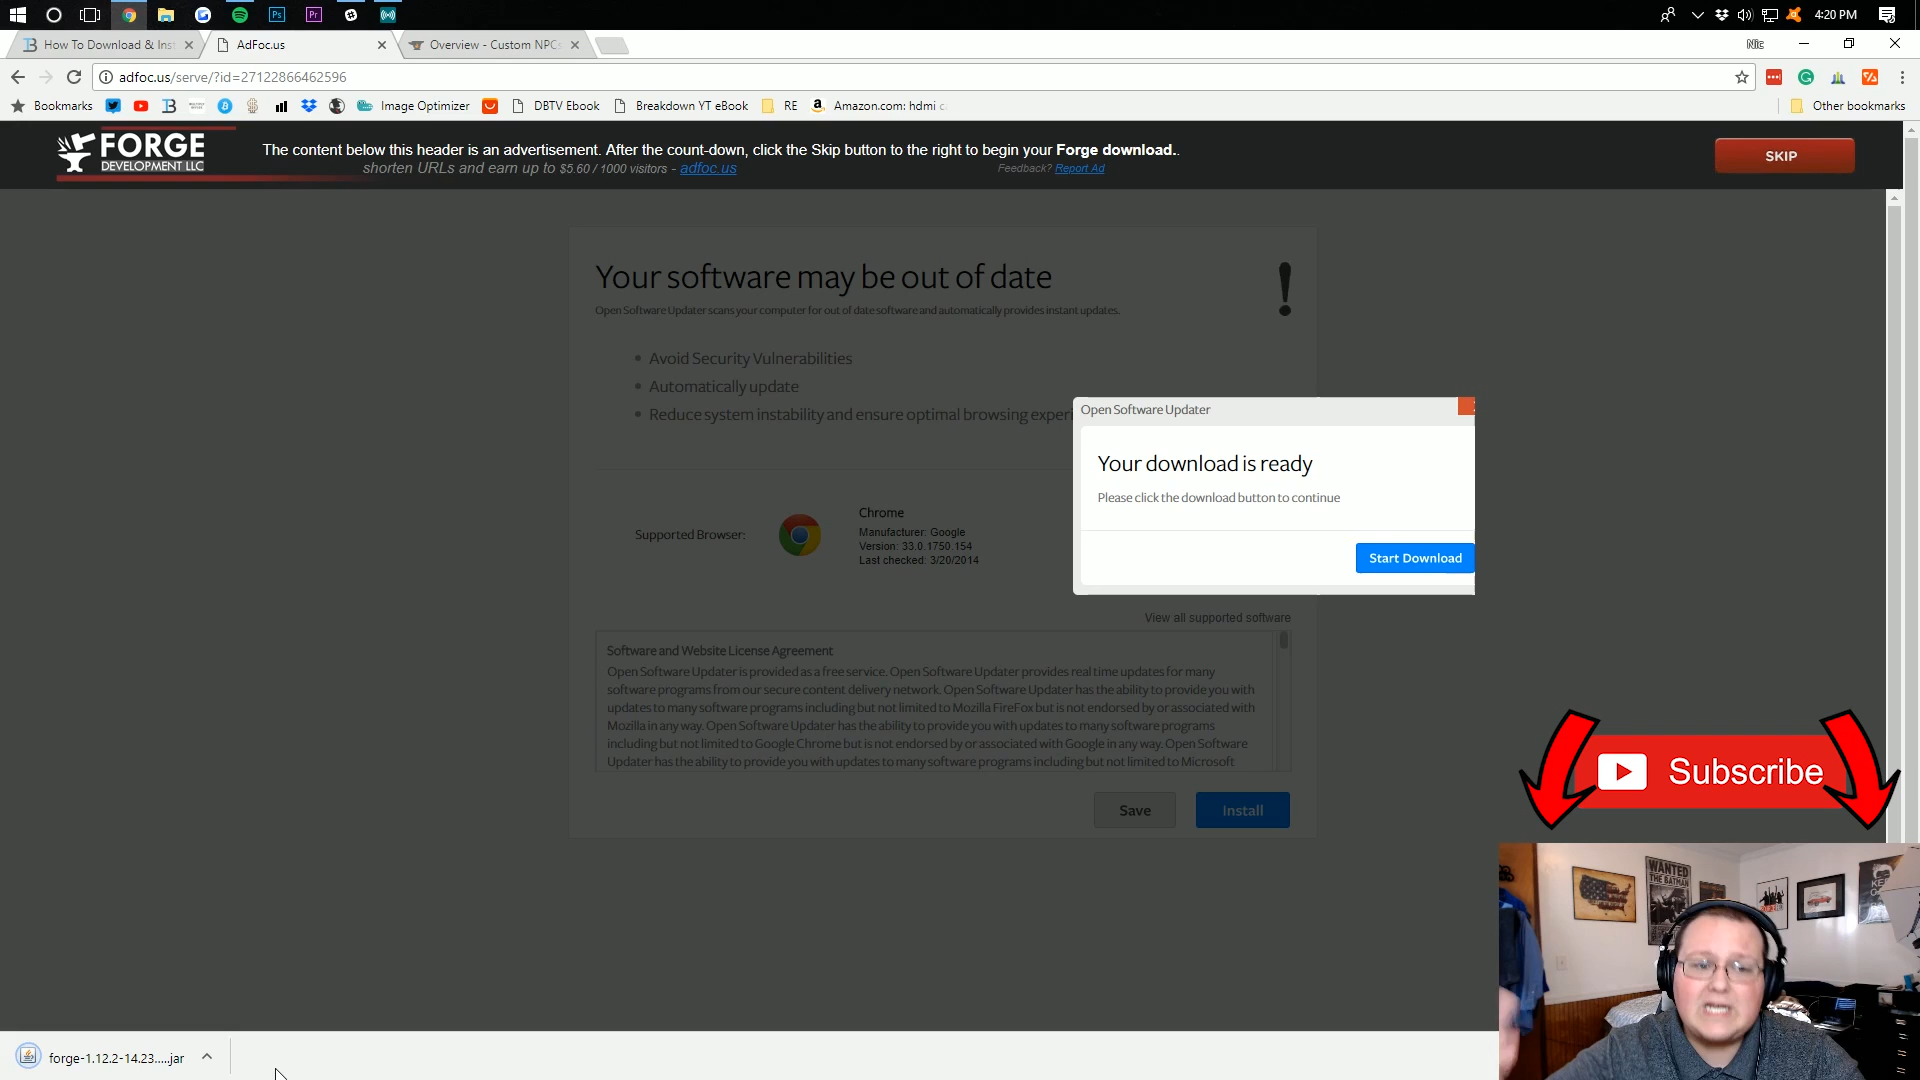 4:20 PM
How To Download & Inst
AdFoc.us
Overview - Custom NPCs
Nic
adfoc.us/serve/?id=27122866462596
Bookmarks
Image Optimizer
DBTV Ebook
Breakdown YT eBook
RE
Amazon.com: hdmi c
Other bookmarks
FORGE
DEVELOPMENT LLC
The content below this header is an advertisement. After the count-down, click the Skip button to the right to begin your Forge download..
shorten URLs and earn up to $5.60 / 1000 visitors - adfoc.us
Feedback? Report Ad
SKIP
Your software may be out of date
Open Software Updater scans your computer for out of date software and automatically provides instant updates.
Avoid Security Vulnerabilities
Automatically update
Reduce system instability and ensure optimal browsing experi
Open Software Updater
Your download is ready
Please click the download button to continue
Start Download
Supported Browser:
Chrome
Manufacturer: Google
Version: 33.0.1750.154
Last checked: 3/20/2014
View all supported software
Software and Website License Agreement
Open Software Updater is provided as a free service. Open Software Updater provides real time updates for many
software programs from our secure content delivery network. Open Software Updater has the ability to provide you with
updates to many software programs including but not limited to Mozilla FireFox but is not endorsed by or associated with
Mozilla in any way. Open Software Updater has the ability to provide you with updates to many software programs
including but not limited to Google Chrome but is not endorsed by or associated with Google in any way. Open Software
Updater has the ability to provide you with updates to many software programs including but not limited to Microsoft
Save
Install
Subscribe
WANTED
THE BATMAN
forge-1.12.2-14.23.....jar